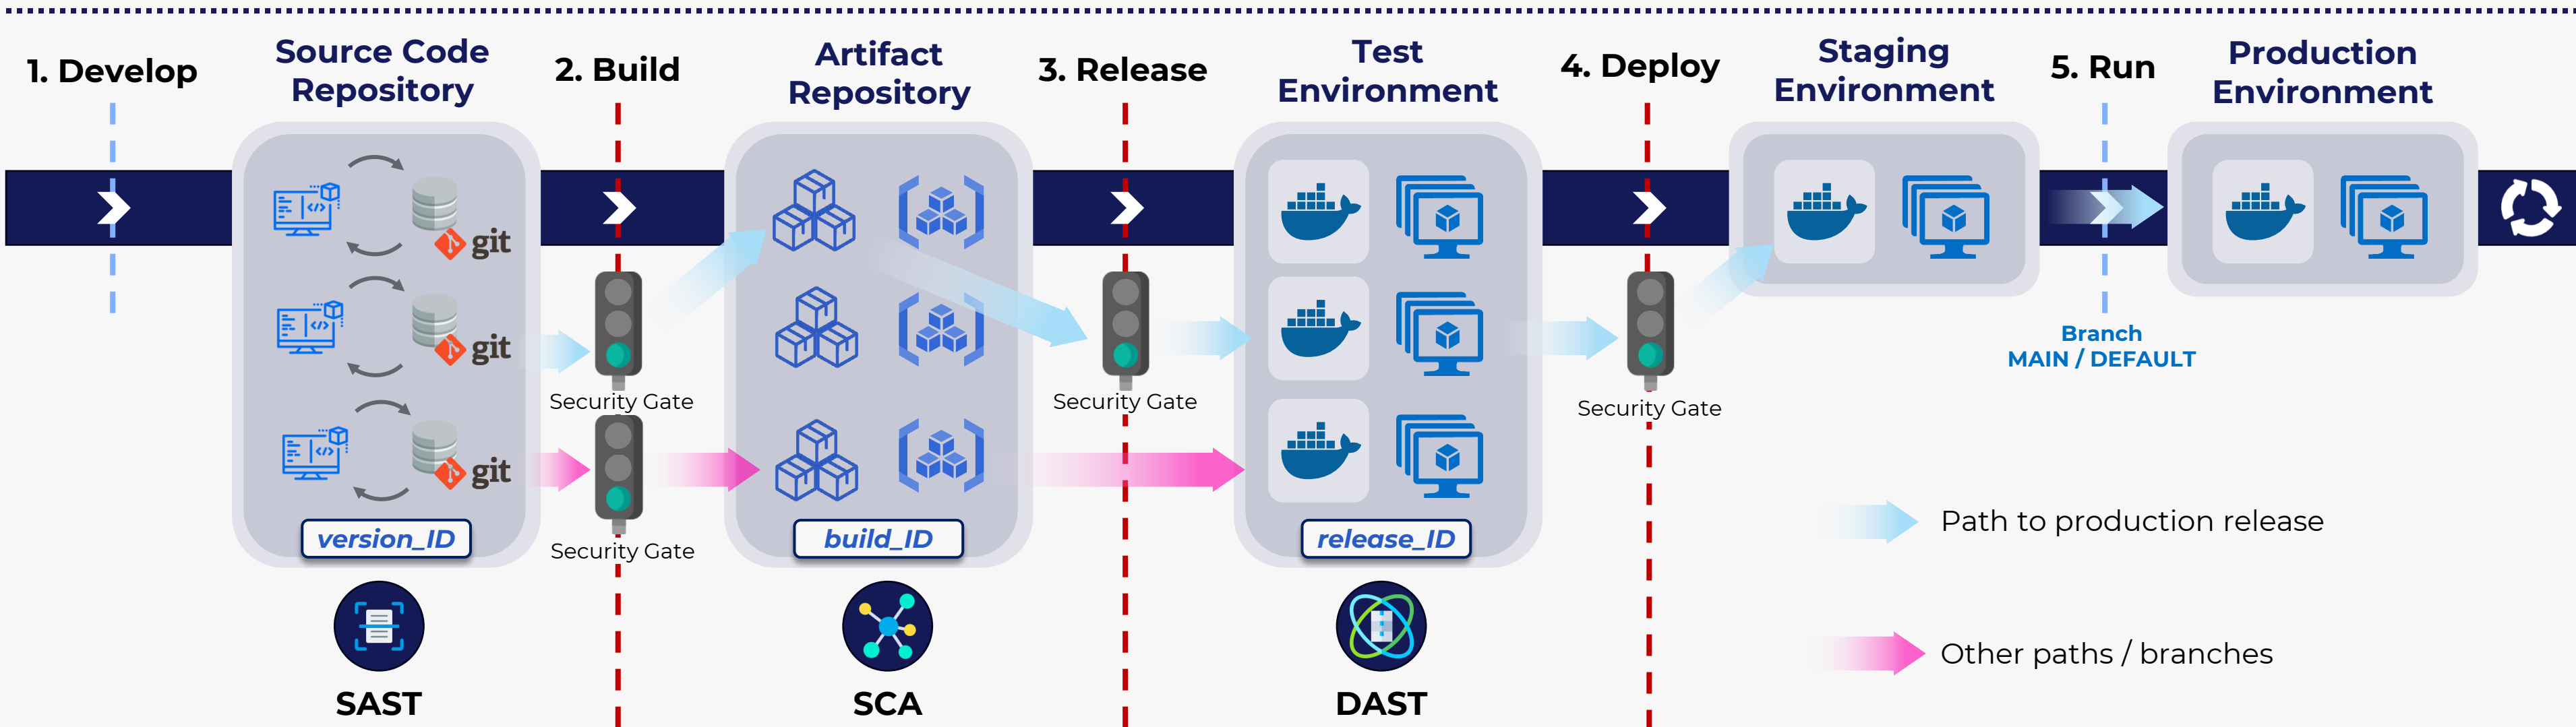 1. Develop
Source Code
Repository
2. Build
Artifact
Repository
3. Release
Test
Environment
4. Deploy
Staging
Environment
5. Run
Production
Environment
git
git
git
version_ID
Security Gate
Security Gate
build_ID
Security Gate
release_ID
Security Gate
Branch
MAIN / DEFAULT
Path to production release
Other paths / branches
SAST
SCA
DAST